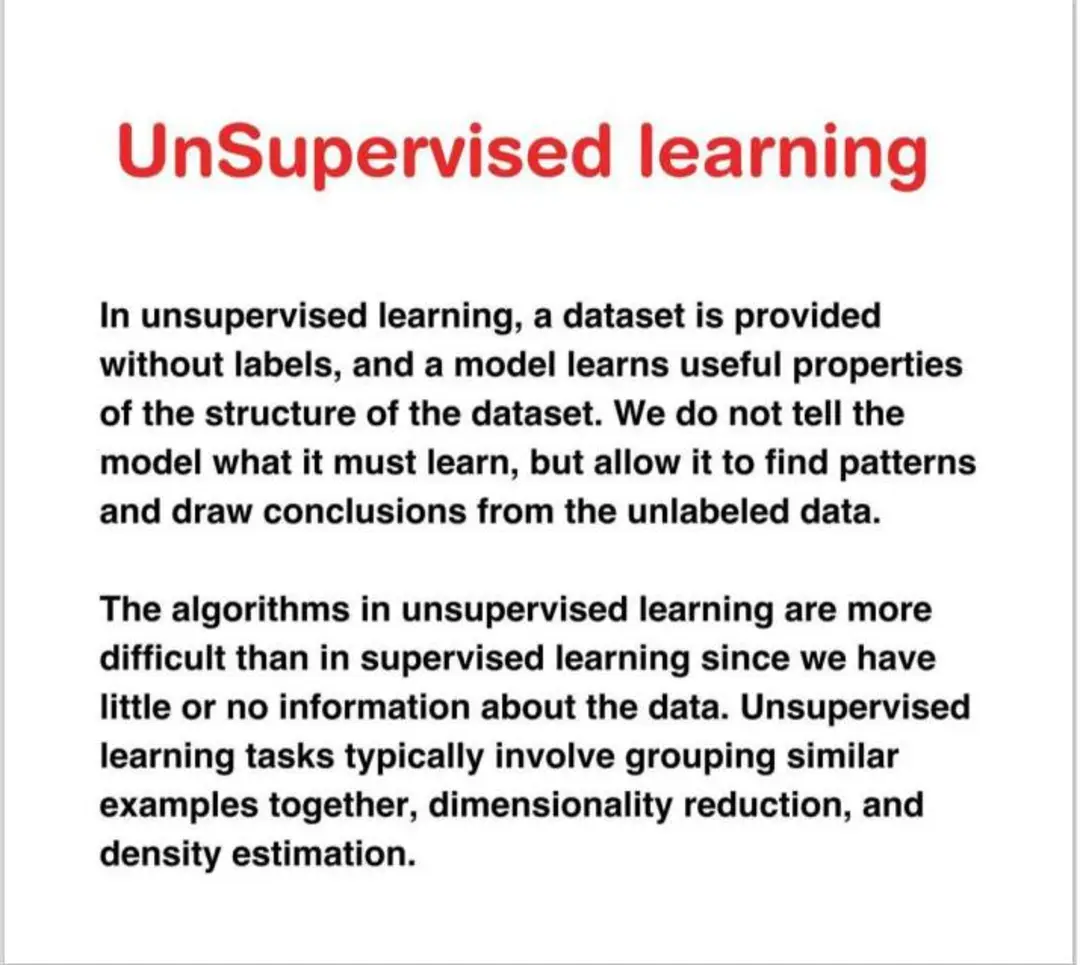 UnSupervised learning
In unsupervised learning, a dataset is provided
without labels, and a model learns useful properties
of the structure of the dataset. We do not tell the
model what it must learn, but allow it to find patterns
and draw conclusions from the unlabeled data.
The algorithms in unsupervised learning are more
difficult than in supervised learning since we have
little or no information about the data. Unsupervised
learning tasks typically involve grouping similar
examples together, dimensionality reduction, and
density estimation.